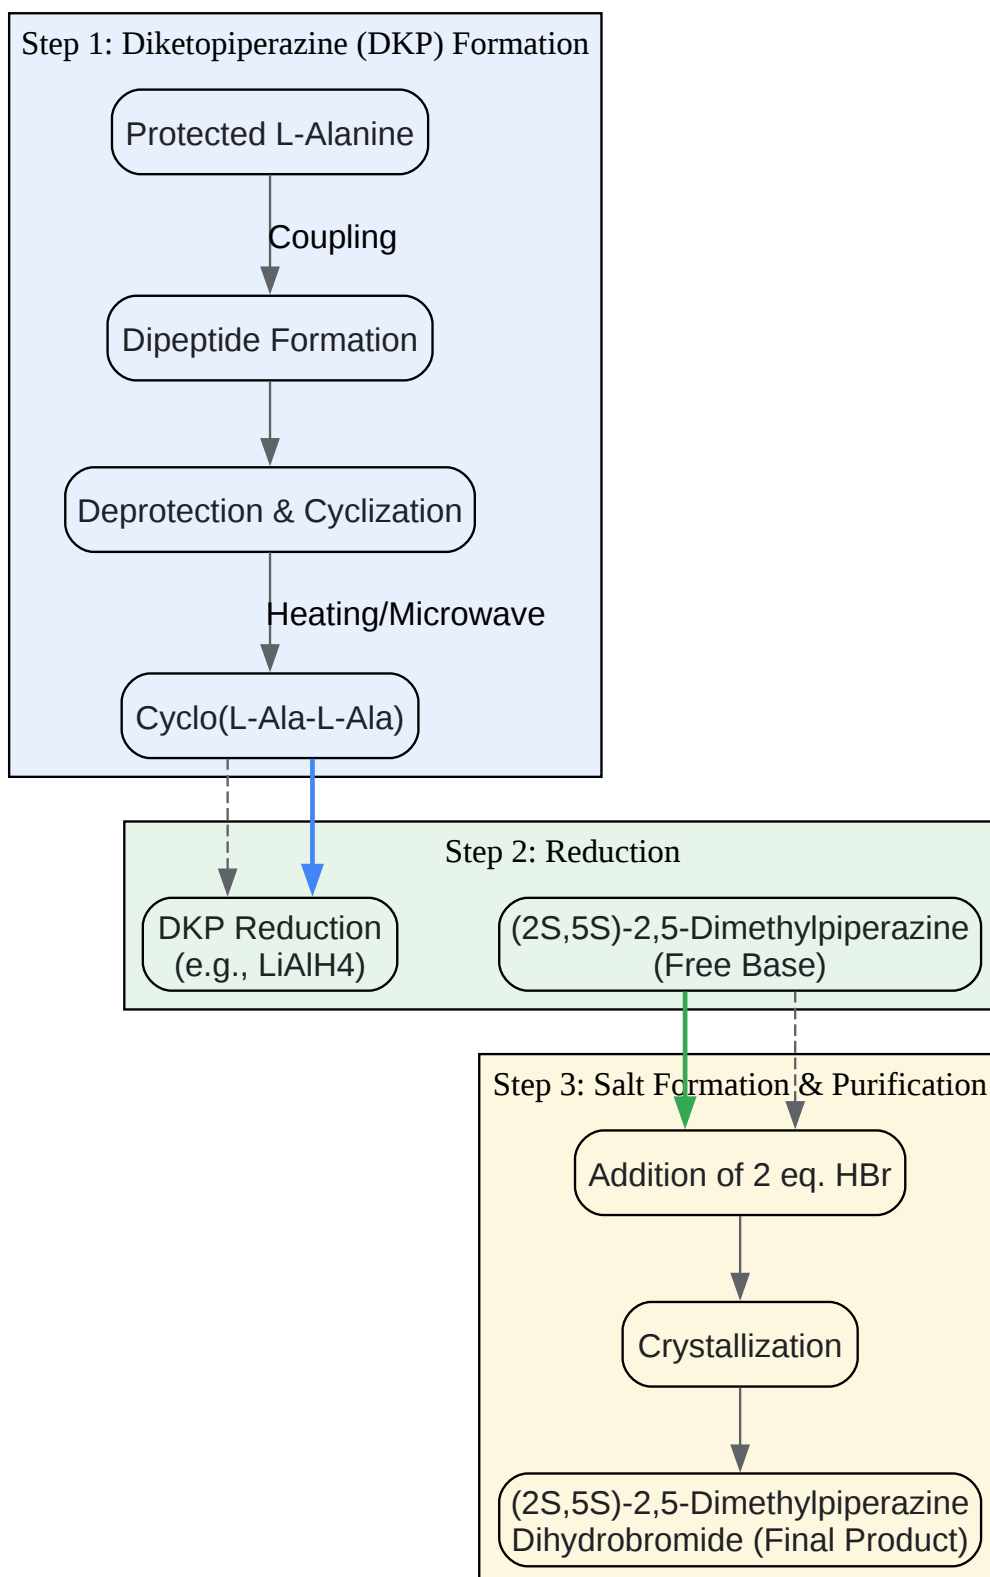 Step 1: Diketopiperazine (DKP) Formation
Protected L-Alanine
Coupling
Dipeptide Formation
Deprotection & Cyclization
Heating/Microwave
Cyclo(L-Ala-L-Ala)
Step 2: Reduction
DKP Reduction
(e.g., LiAlH4)
(2S,5S)-2,5-Dimethylpiperazine
(Free Base)
Step 3: Salt Formation & Purification
Addition of 2 eq. HBr
Crystallization
(2S,5S)-2,5-Dimethylpiperazine
Dihydrobromide (Final Product)